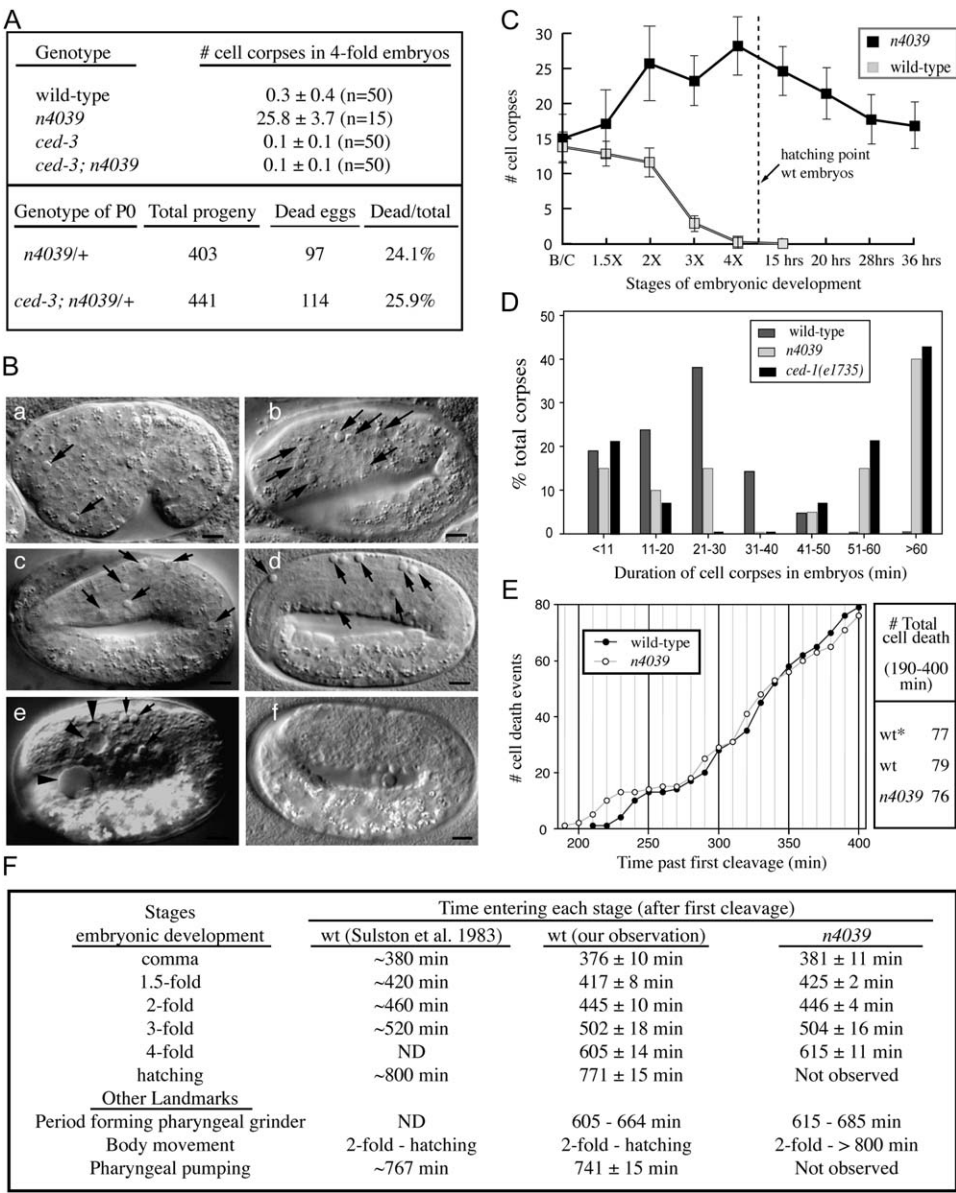 A
Genotype # cell corpses in 4-fold embryos
wild-type 0.3 ± 0.4 (n=50)
n4039 25.8 ± 3.7 (n=15)
ced-3 0.1 ± 0.1 (n=50)
ced-3; n4039 0.1 ± 0.1 (n=50)
Genotype of P0 Total progeny Dead eggs Dead/total
n4039/+ 403 97 24.1%
ced-3; n4039/+ 441 114 25.9%
B
a
b
c
d
e
f
C
# cell corpses
30
25
20
15
10
5
0
n4039
wild-type
hatching point
wt embryos
B/C 1.5X 2X 3X 4X 15 hrs 20 hrs 28hrs 36 hrs
Stages of embryonic development
D
% total corpses
50
40
30
20
10
0
wild-type
n4039
ced-1(e1735)
<11 11-20 21-30 31-40 41-50 51-60 >60
Duration of cell corpses in embryos (min)
E
# cell death events
80
60
40
20
0
wild-type
n4039
200 250 300 350 400
Time past first cleavage (min)
# Total
cell death
(190-400
min)
wt* 77
wt 79
n4039 76
F
Stages
embryonic development
Time entering each stage (after first cleavage)
wt (Sulston et al. 1983) wt (our observation) n4039
comma ~380 min 376 ± 10 min 381 ± 11 min
1.5-fold ~420 min 417 ± 8 min 425 ± 2 min
2-fold ~460 min 445 ± 10 min 446 ± 4 min
3-fold ~520 min 502 ± 18 min 504 ± 16 min
4-fold ND 605 ± 14 min 615 ± 11 min
hatching ~800 min 771 ± 15 min Not observed
Other Landmarks
Period forming pharyngeal grinder ND 605 - 664 min 615 - 685 min
Body movement 2-fold - hatching 2-fold - hatching 2-fold - > 800 min
Pharyngeal pumping ~767 min 741 ± 15 min Not observed